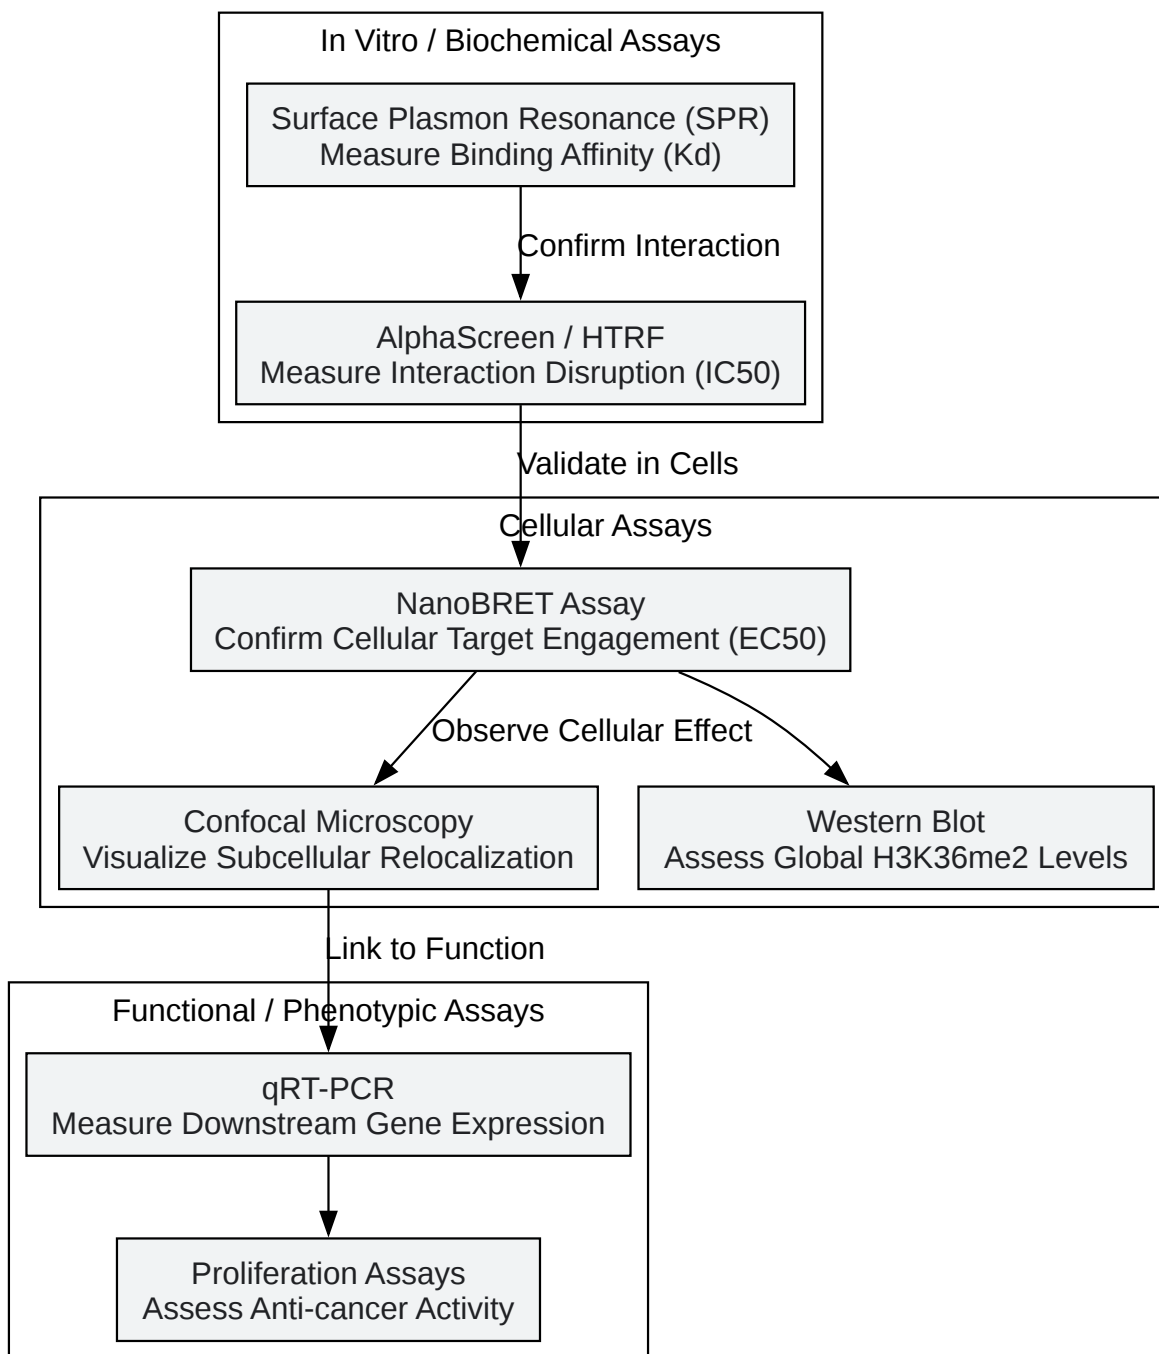 In Vitro / Biochemical Assays
Surface Plasmon Resonance (SPR)
Measure Binding Affinity (Kd)
Confirm Interaction
AlphaScreen / HTRF
Measure Interaction Disruption (IC50)
Validate in Cells
Cellular Assays
NanoBRET Assay
Confirm Cellular Target Engagement (EC50)
Observe Cellular Effect
Confocal Microscopy
Visualize Subcellular Relocalization
Western Blot
Assess Global H3K36me2 Levels
Link to Function
Functional / Phenotypic Assays
qRT-PCR
Measure Downstream Gene Expression
Proliferation Assays
Assess Anti-cancer Activity